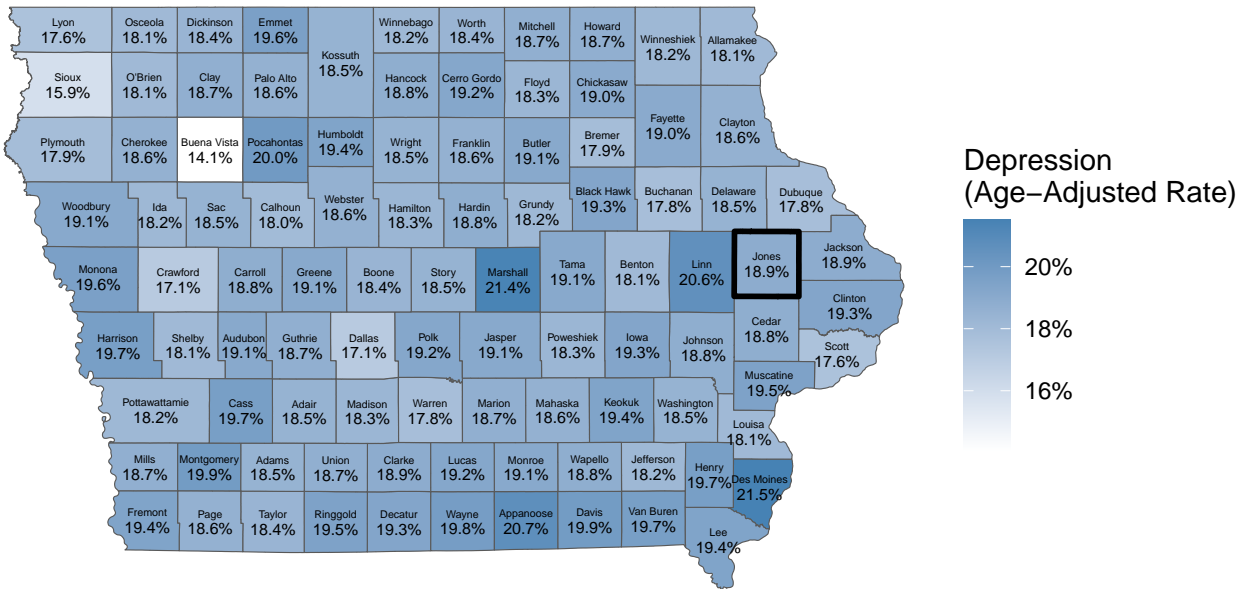 Lyon
17.6%
Osceola
18.1%
Dickinson
18.4%
Emmet
19.6%
Kossuth
18.5%
Winnebago
18.2%
Worth
18.4%
Mitchell
18.7%
Howard
18.7%
Winneshiek
18.2%
Allamakee
18.1%
Sioux
15.9%
O'Brien
18.1%
Clay
18.7%
Palo Alto
18.6%
Hancock
18.8%
Cerro Gordo
19.2%
Floyd
18.3%
Chickasaw
19.0%
Fayette
19.0%
Clayton
18.6%
Plymouth
17.9%
Cherokee
18.6%
Buena Vista
14.1%
Pocahontas
20.0%
Humboldt
19.4%
Wright
18.5%
Franklin
18.6%
Butler
19.1%
Bremer
17.9%
Woodbury
19.1%
Ida
18.2%
Sac
18.5%
Calhoun
18.0%
Webster
18.6%
Hamilton
18.3%
Hardin
18.8%
Grundy
18.2%
Black Hawk
19.3%
Buchanan
17.8%
Delaware
18.5%
Dubuque
17.8%
Monona
19.6%
Crawford
17.1%
Carroll
18.8%
Greene
19.1%
Boone
18.4%
Story
18.5%
Marshall
21.4%
Tama
19.1%
Benton
18.1%
Linn
20.6%
Jones
18.9%
Jackson
18.9%
Clinton
19.3%
Harrison
19.7%
Shelby
18.1%
Audubon
19.1%
Guthrie
18.7%
Dallas
17.1%
Polk
19.2%
Jasper
19.1%
Poweshiek
18.3%
Iowa
19.3%
Johnson
18.8%
Cedar
18.8%
Scott
17.6%
Muscatine
19.5%
Pottawattamie
18.2%
Cass
19.7%
Adair
18.5%
Madison
18.3%
Warren
17.8%
Marion
18.7%
Mahaska
18.6%
Keokuk
19.4%
Washington
18.5%
Louisa
18.1%
Mills
18.7%
Montgomery
19.9%
Adams
18.5%
Union
18.7%
Clarke
18.9%
Lucas
19.2%
Monroe
19.1%
Wapello
18.8%
Jefferson
18.2%
Henry
19.7%
Des Moines
21.5%
Fremont
19.4%
Page
18.6%
Taylor
18.4%
Ringgold
19.5%
Decatur
19.3%
Wayne
19.8%
Appanoose
20.7%
Davis
19.9%
Van Buren
19.7%
Lee
19.4%
Depression
(Age−Adjusted Rate)
20%
18%
16%